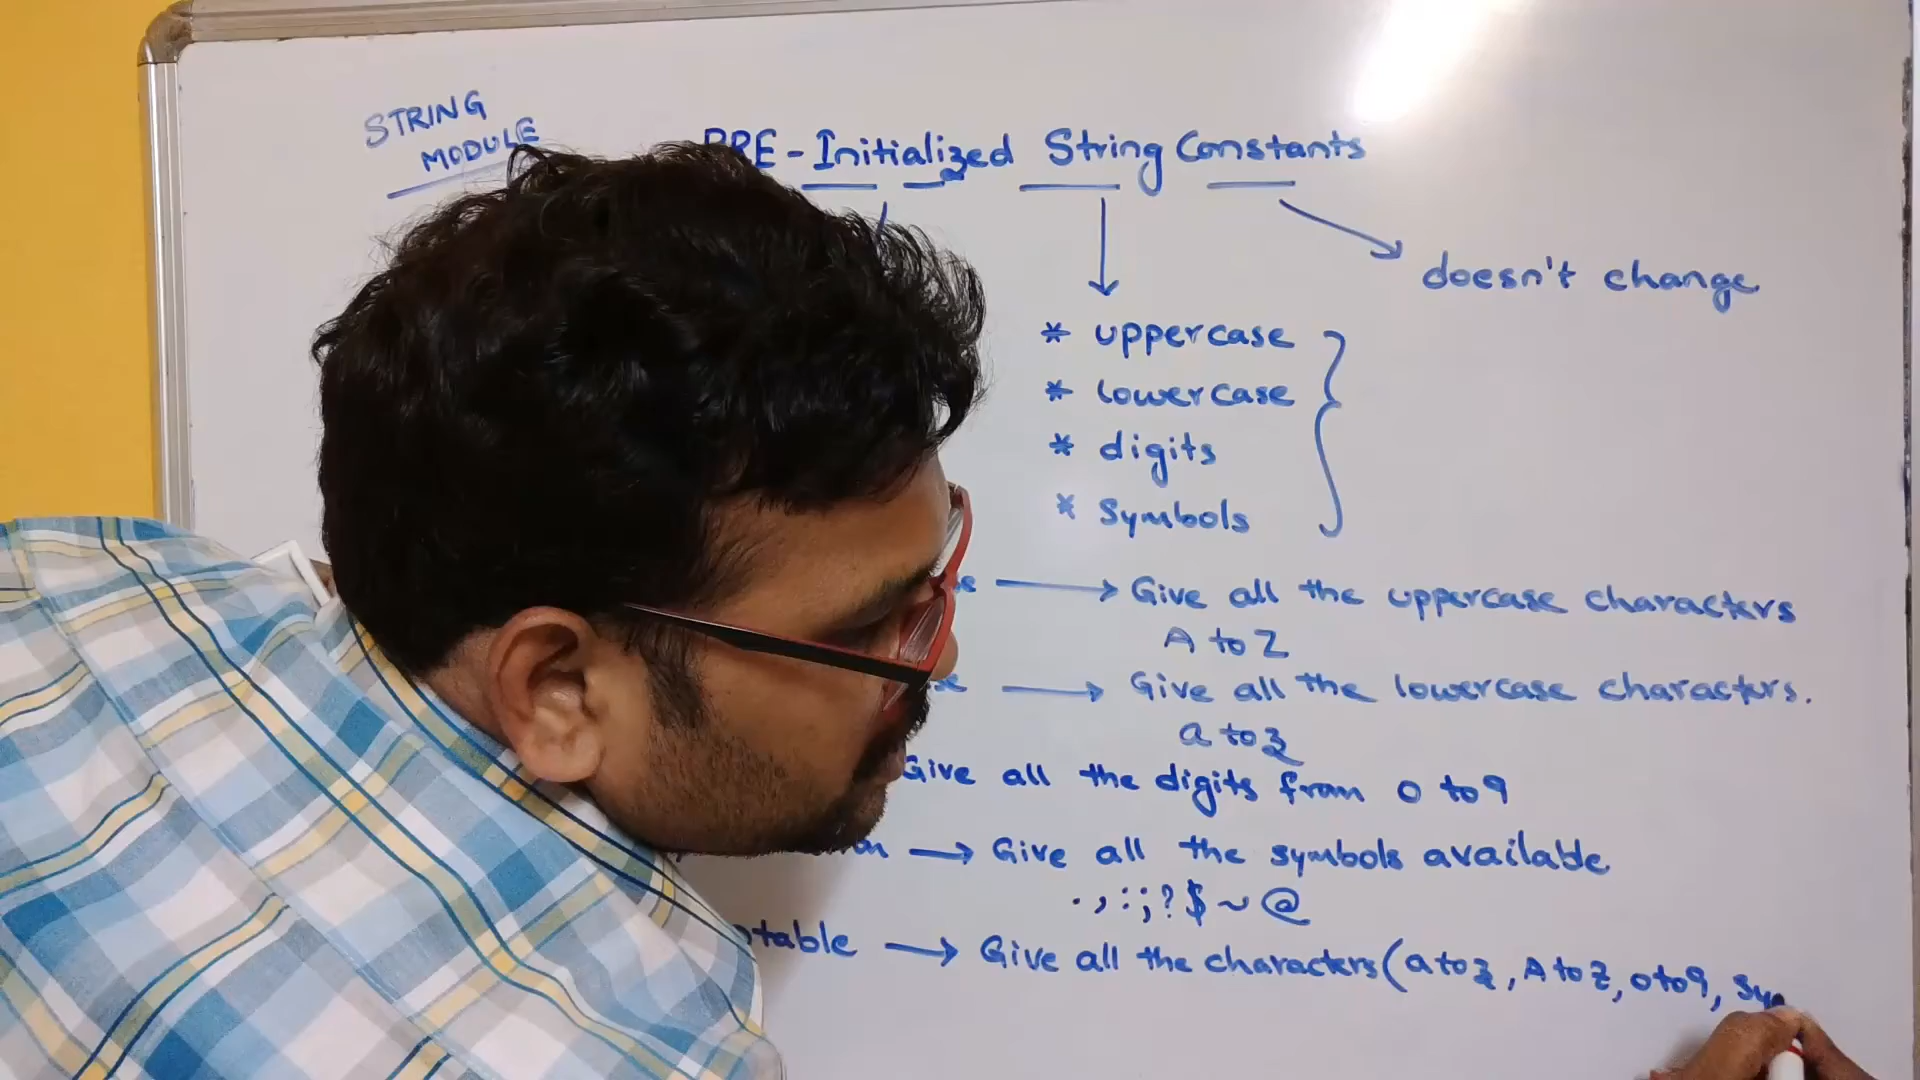 STRING
MODULE
PRE-Initialized String Constants
doesn't change
* uppercase
* lowercase
* digits
* Symbols
→ Give all the uppercase characters
A to Z
→ Give all the lowercase characters.
a to z
Give all the digits from 0 to 9
→ Give all the symbols available
. , : ; ? $ ~ @
→ Give all the characters (a to z, A to Z, 0 to 9, Sy